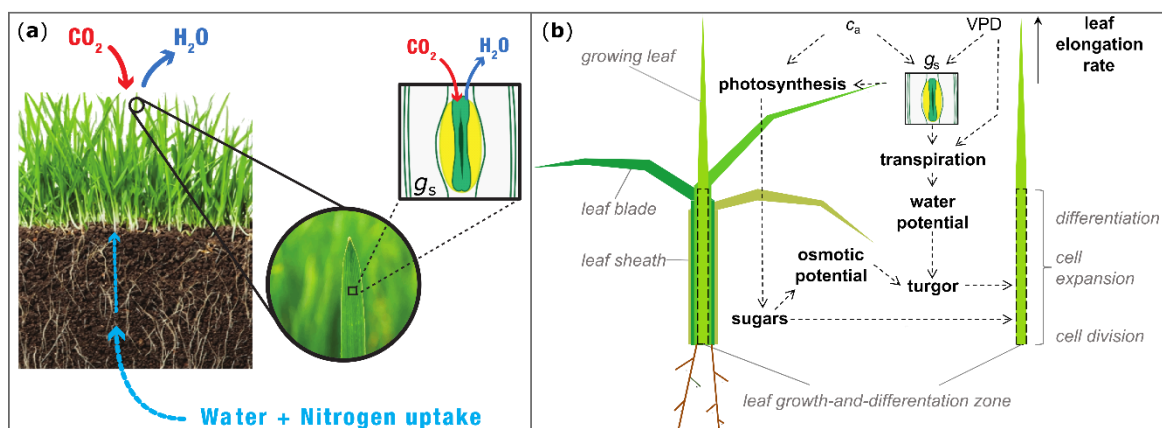 (a)
CO₂
H₂O
CO₂
H₂O
gₛ
Water + Nitrogen uptake
(b)
cₐ
VPD
leaf
elongation
rate
growing leaf
gₛ
photosynthesis
transpiration
leaf blade
water
potential
differentiation
leaf sheath
osmotic
potential
cell
expansion
turgor
sugars
cell division
leaf growth-and-differentation zone